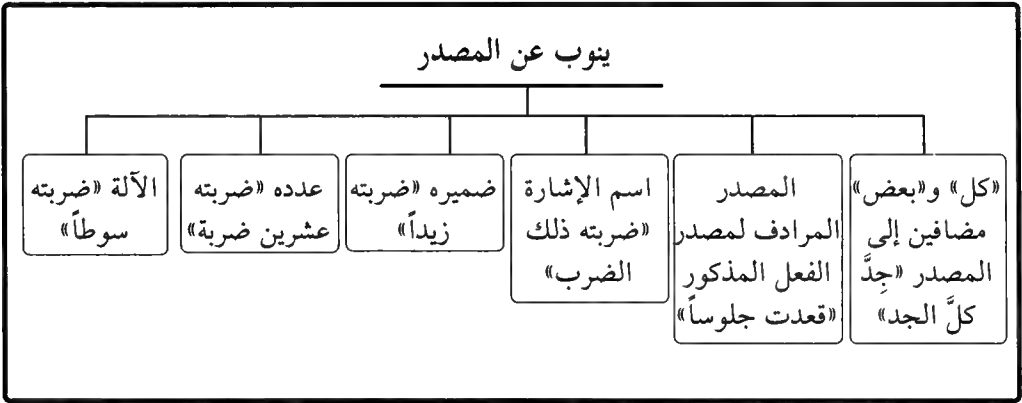 ينوب عن المصدر
«كل» و«بعض»
مضافين إلى
المصدر «جِدَّ
كلَّ الجد»
المصدر
المرادف لمصدر
الفعل المذكور
«قعدت جلوساً»
اسم الإشارة
«ضربته ذلك
الضرب»
ضميره «ضربته
زيداً»
عدده «ضربته
عشرين ضربة»
الآلة «ضربته
سوطاً»